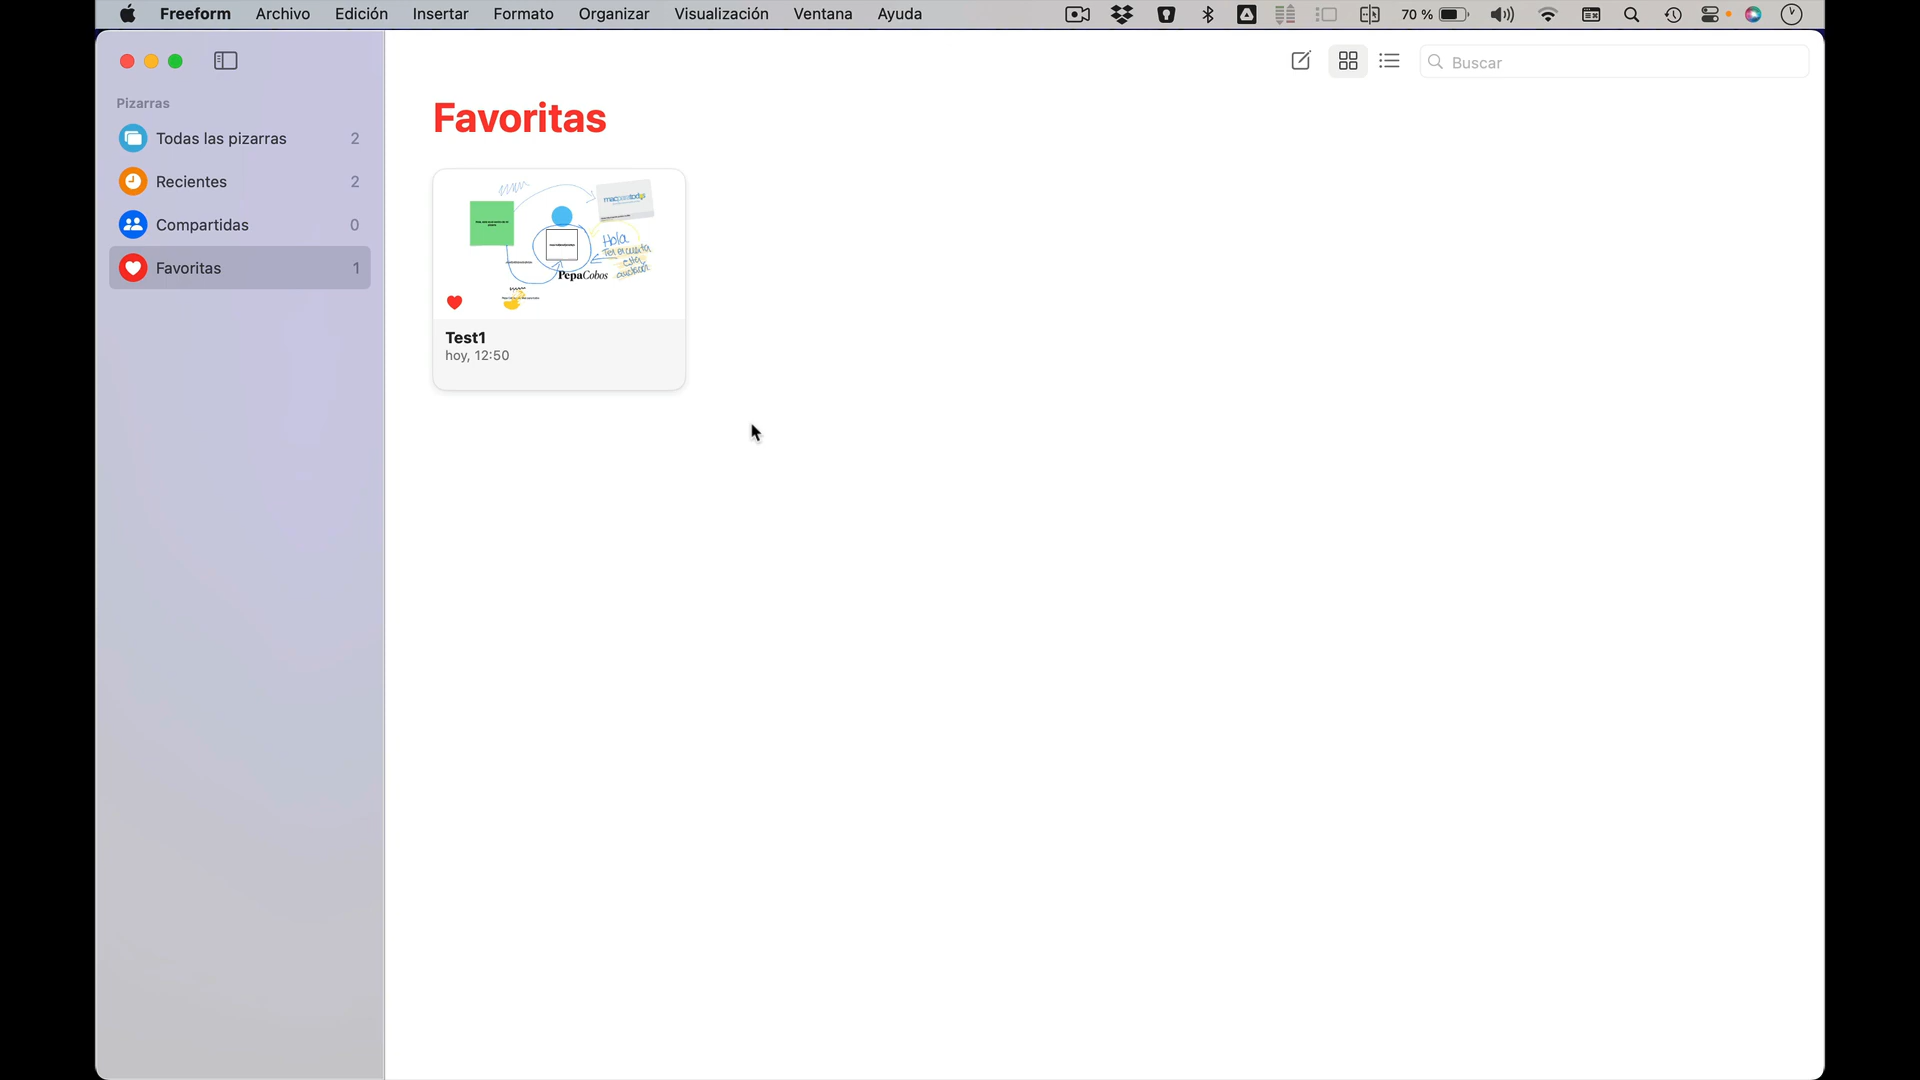 Freeform Archivo Edición Insertar Formato Organizar Visualización Ventana Ayuda 70 %
Buscar
Pizarras
Todas las pizarras 2
Recientes 2
Compartidas 0
Favoritas 1
Favoritas
macparatodos
Hola
PepaCobos
Test1
hoy, 12:50